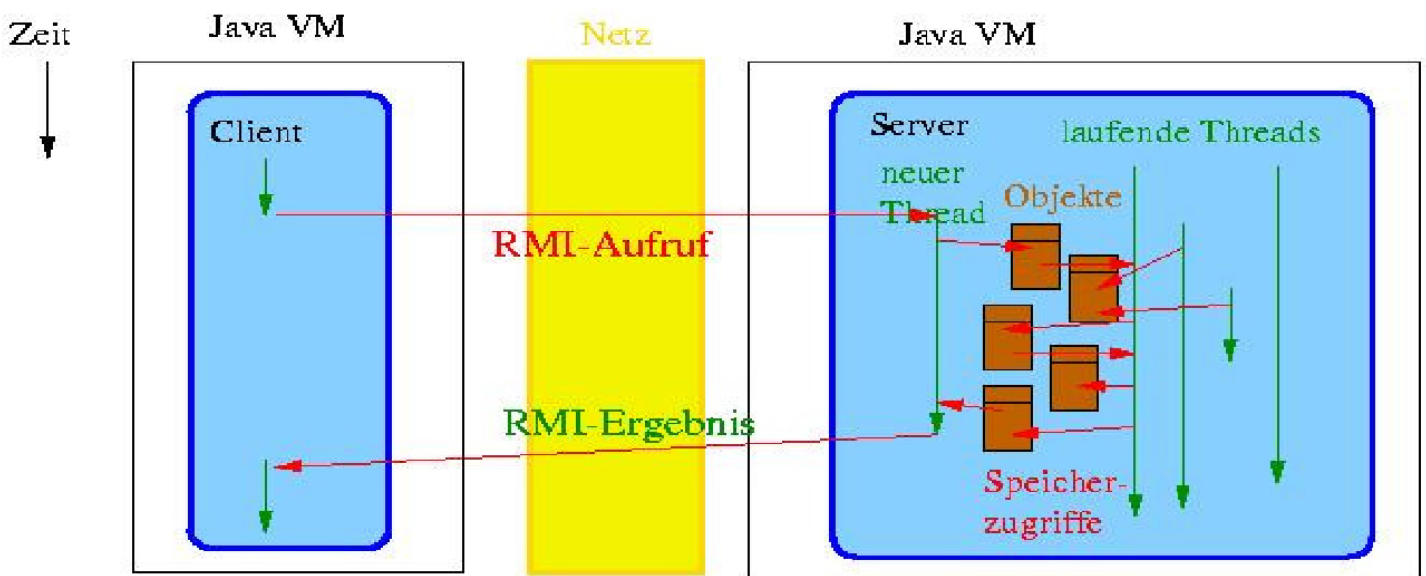 Zeit
Java VM
Netz
Java VM
Client
Server
laufende Threads
neuer
Thread
Objekte
RMI-Aufruf
RMI-Ergebnis
Speicher-
zugriffe